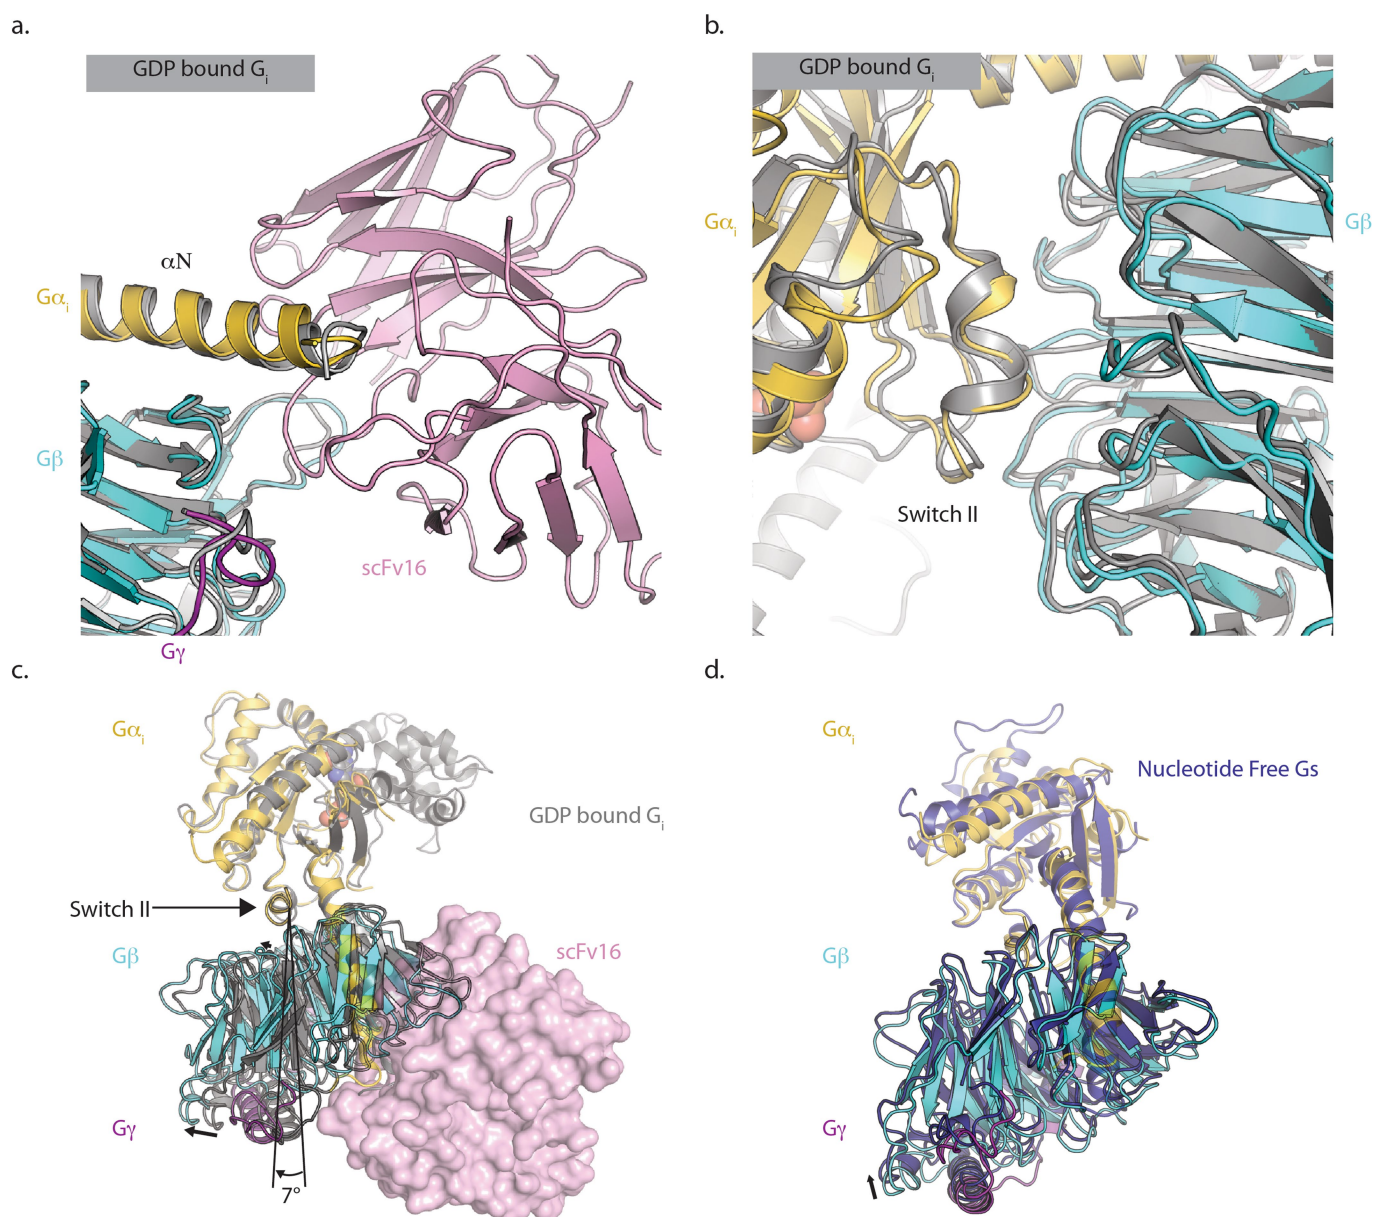 a.
GDP bound Gi
αN
Gαi
Gβ
scFv16
Gγ
b.
GDP bound Gi
Gαi
Gβ
Switch II
c.
Gαi
GDP bound Gi
Switch II
Gβ
scFv16
Gγ
7°
d.
Gαi
Nucleotide Free Gs
Gβ
Gγ